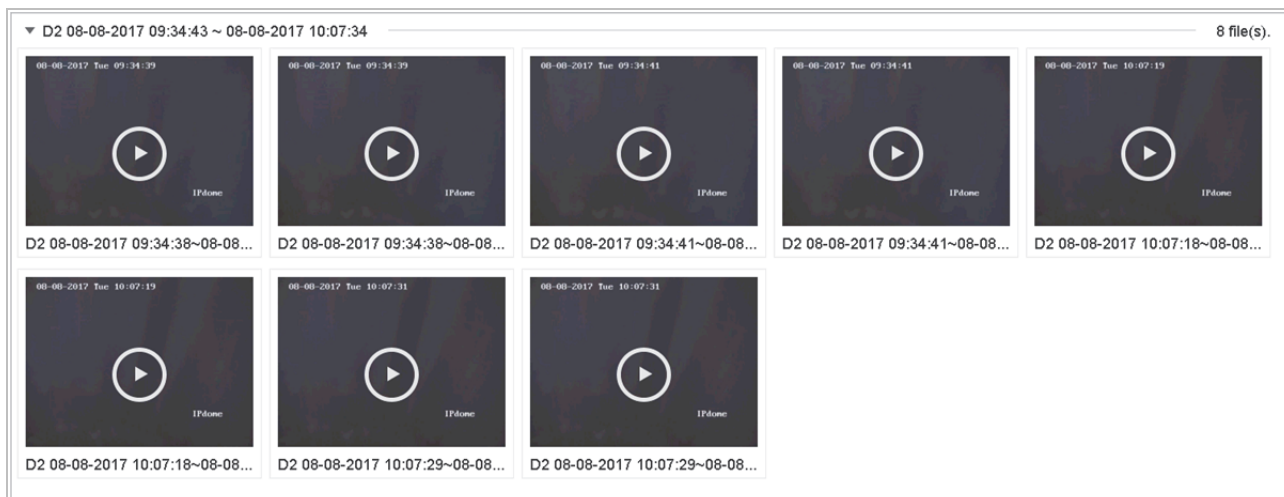 D2 08-08-2017 09:34:43 ~ 08-08-2017 10:07:34 8 file(s).
08-08-2017 Tue 09:34:39
IPdome
D2 08-08-2017 09:34:38~08-08...
08-08-2017 Tue 09:34:39
IPdome
D2 08-08-2017 09:34:38~08-08...
08-08-2017 Tue 09:34:41
IPdome
D2 08-08-2017 09:34:41~08-08...
08-08-2017 Tue 09:34:41
IPdome
D2 08-08-2017 09:34:41~08-08...
08-08-2017 Tue 10:07:19
IPdome
D2 08-08-2017 10:07:18~08-08...
08-08-2017 Tue 10:07:19
IPdome
D2 08-08-2017 10:07:18~08-08...
08-08-2017 Tue 10:07:31
IPdome
D2 08-08-2017 10:07:29~08-08...
08-08-2017 Tue 10:07:31
IPdome
D2 08-08-2017 10:07:29~08-08...